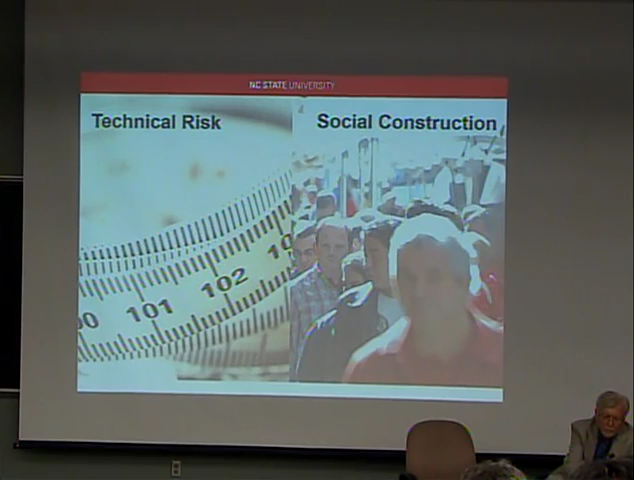 NC STATE UNIVERSITY
Technical Risk
Social Construction
00 101 102 10